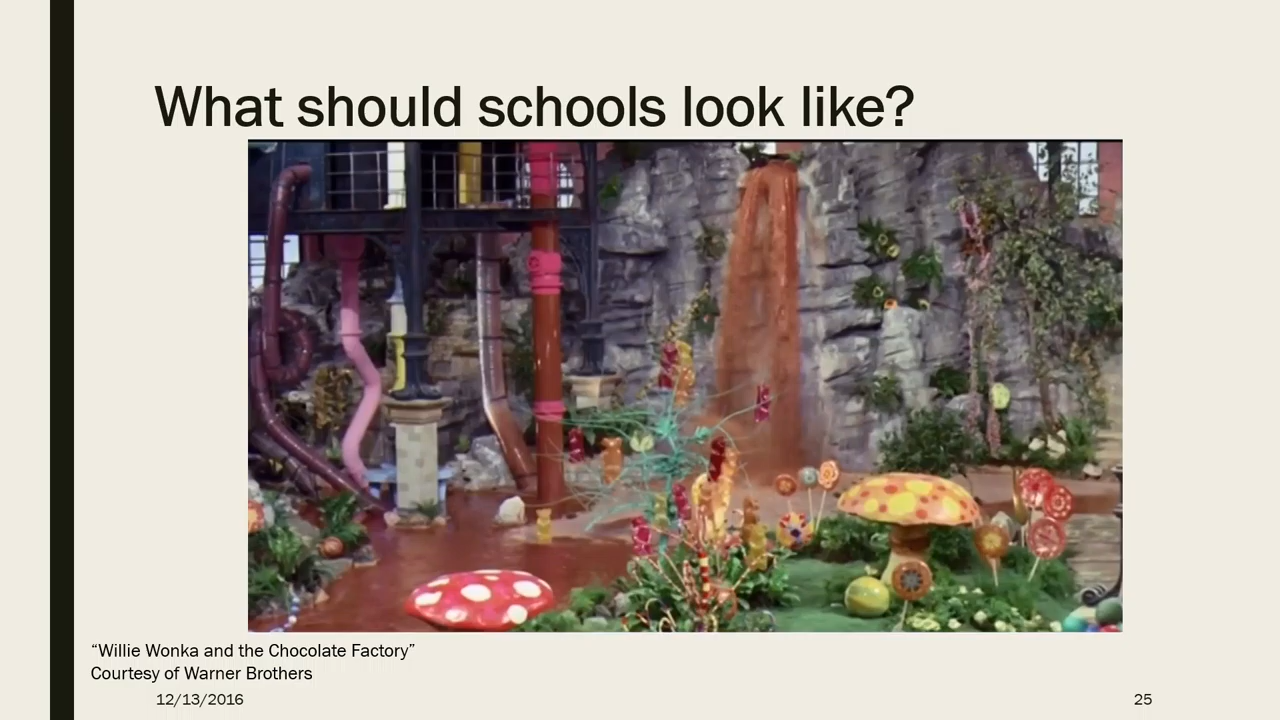 What should schools look like?
“Willie Wonka and the Chocolate Factory”
Courtesy of Warner Brothers
12/13/2016
25